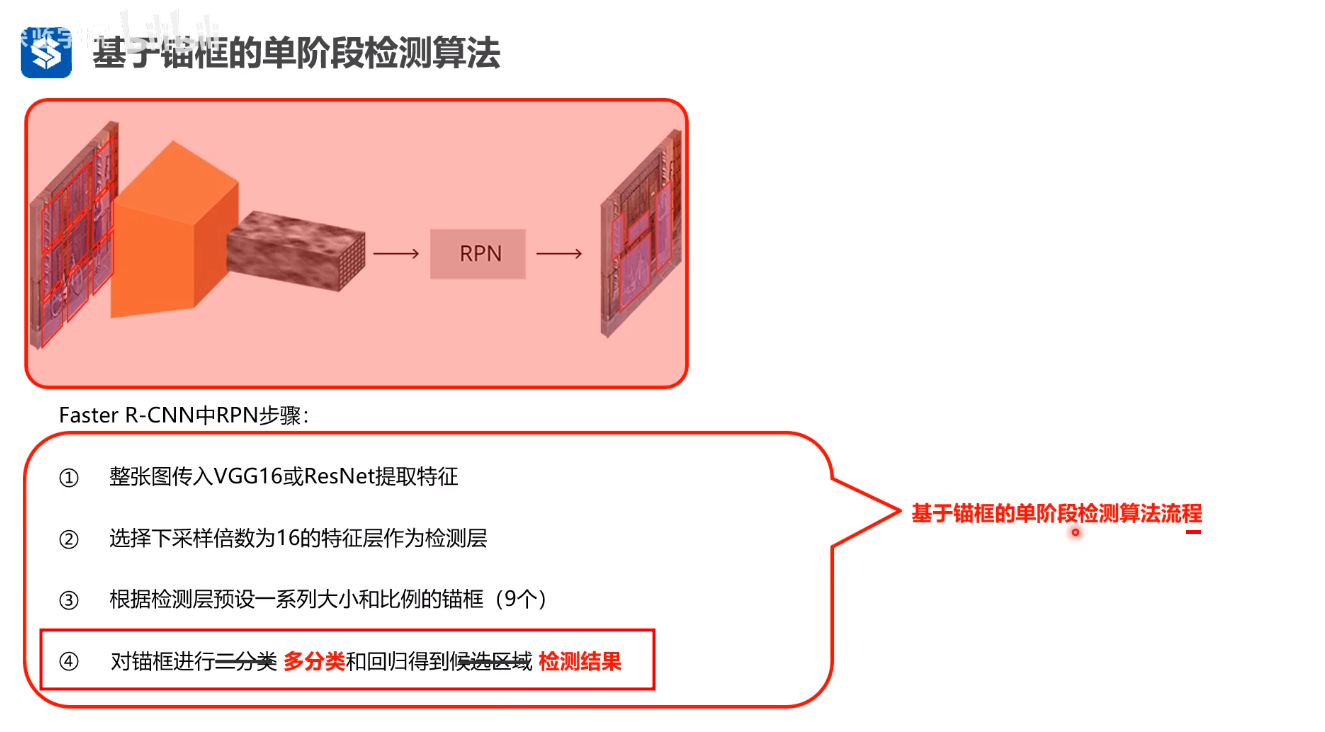 基于锚框的单阶段检测算法
RPN
Faster R-CNN中RPN步骤:
① 整张图传入VGG16或ResNet提取特征
② 选择下采样倍数为16的特征层作为检测层
③ 根据检测层预设一系列大小和比例的锚框（9个）
④ 对锚框进行二分类 多分类和回归得到候选区域 检测结果
基于锚框的单阶段检测算法流程